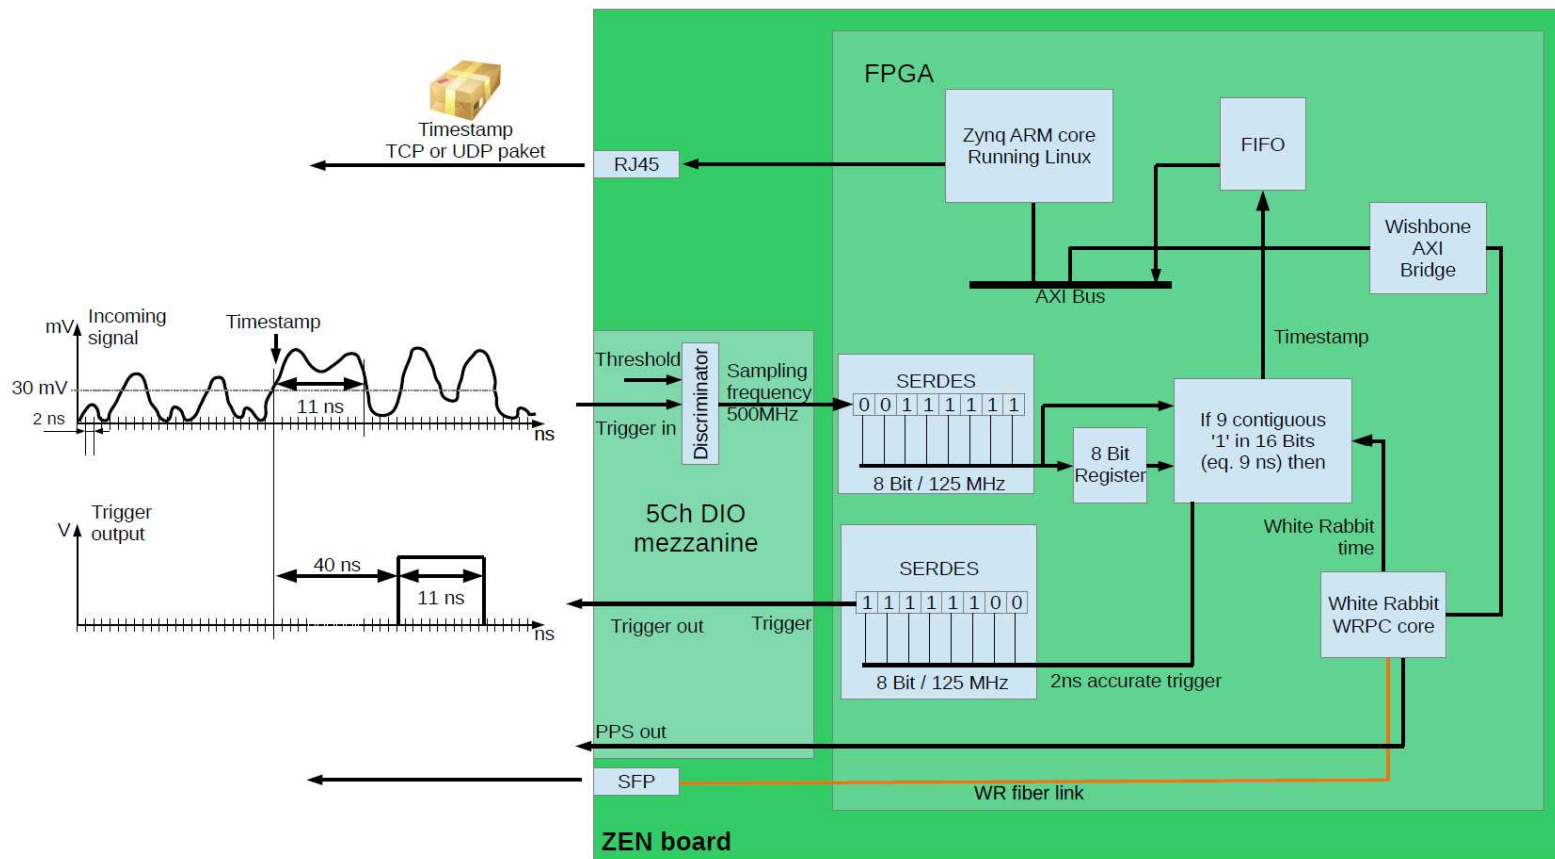 FPGA
Timestamp
TCP or UDP paket
RJ45
Zynq ARM core
Running Linux
FIFO
Wishbone
AXI
Bridge
AXI Bus
mV
Incoming
signal
Timestamp
30 mV
2 ns
11 ns
ns
Threshold
Trigger in
Discriminator
Sampling
frequency
500MHz
SERDES
0 0 1 1 1 1 1 1
8 Bit / 125 MHz
8 Bit
Register
If 9 contiguous
'1' in 16 Bits
(eq. 9 ns) then
Timestamp
White Rabbit
time
V
Trigger
output
40 ns
11 ns
ns
5Ch DIO
mezzanine
SERDES
1 1 1 1 1 1 0 0
8 Bit / 125 MHz
Trigger out
Trigger
2ns accurate trigger
White Rabbit
WRPC core
PPS out
SFP
WR fiber link
ZEN board